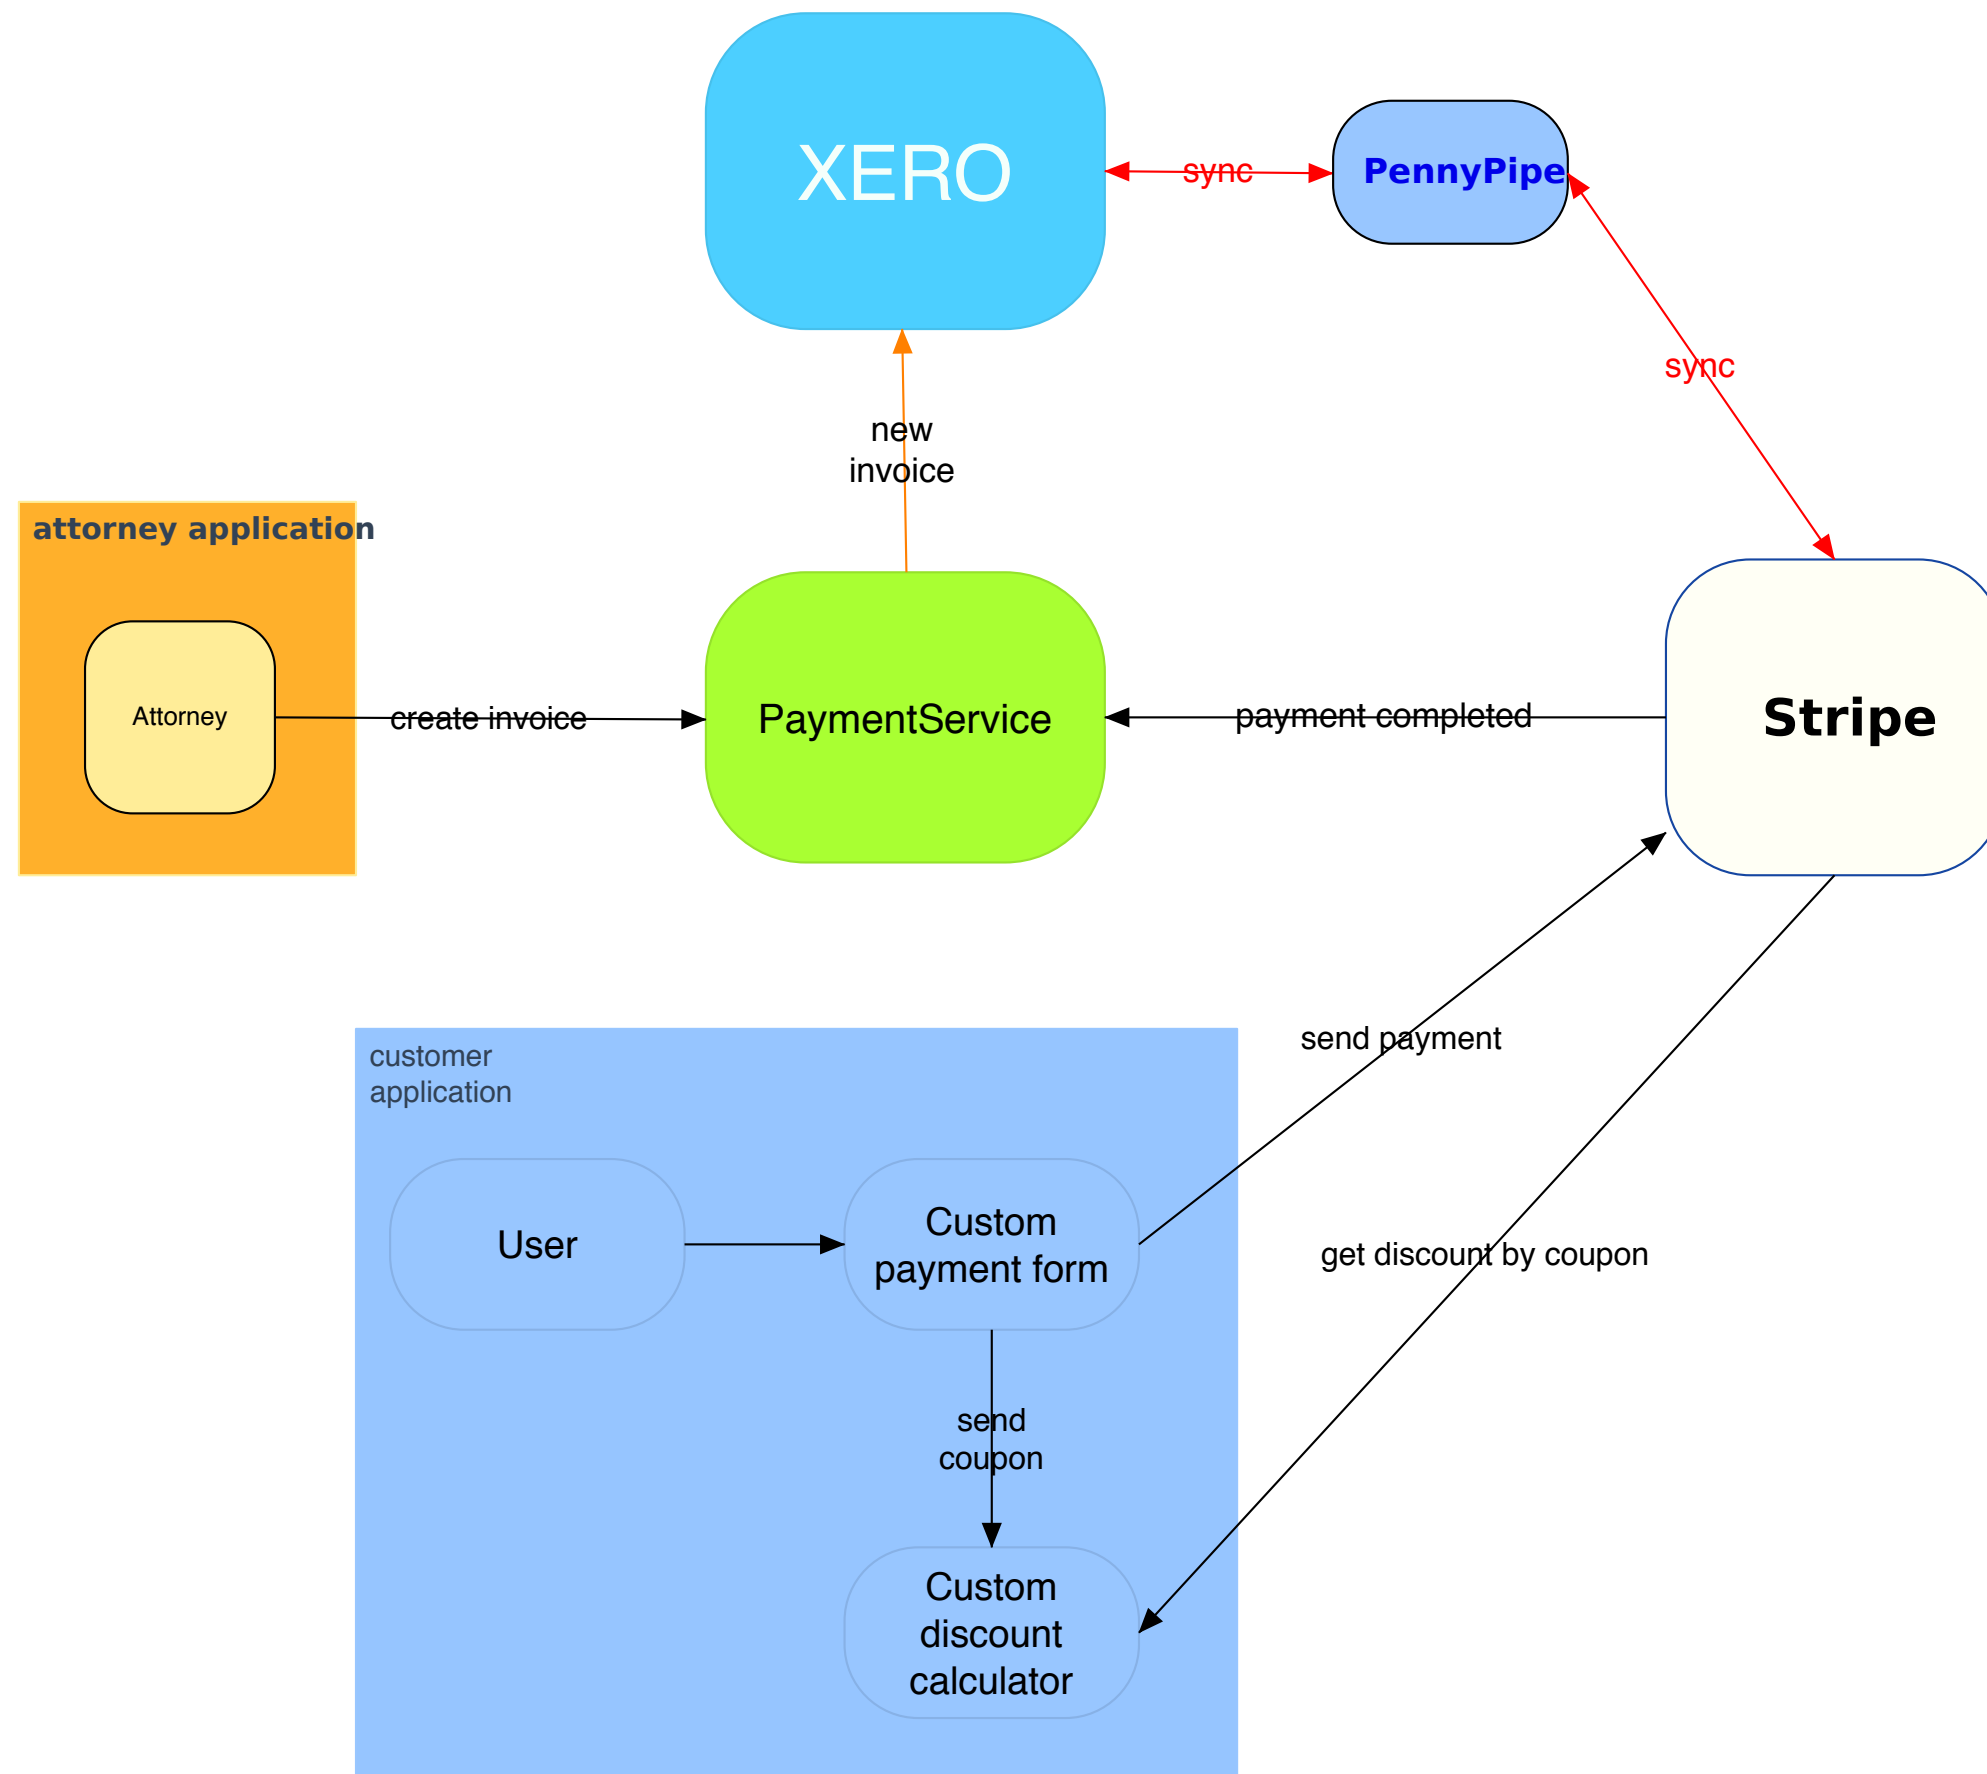 XERO
sync
PennyPipe
sync
new
invoice
attorney application
Attorney
create invoice
PaymentService
payment completed
Stripe
send payment
customer
application
User
Custom
payment form
get discount by coupon
send
coupon
Custom
discount
calculator